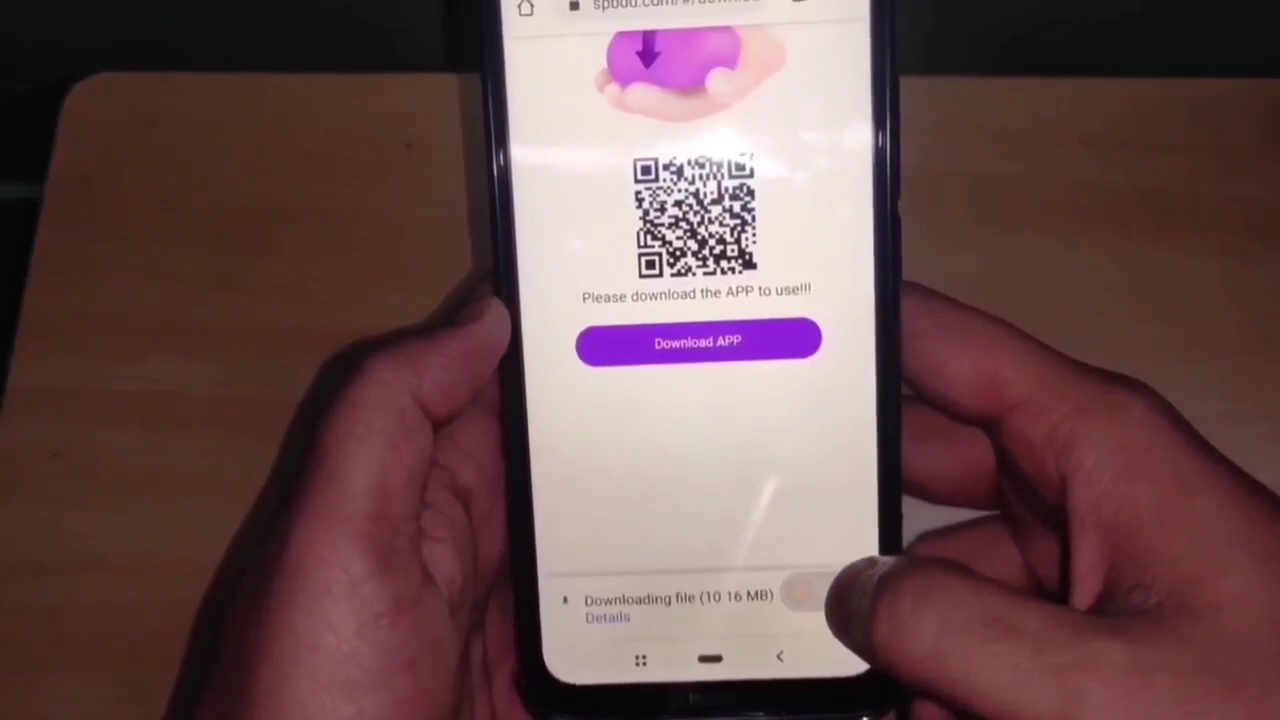 Please download the APP to use!!!
Download APP
Downloading file (10 16 MB)
Details